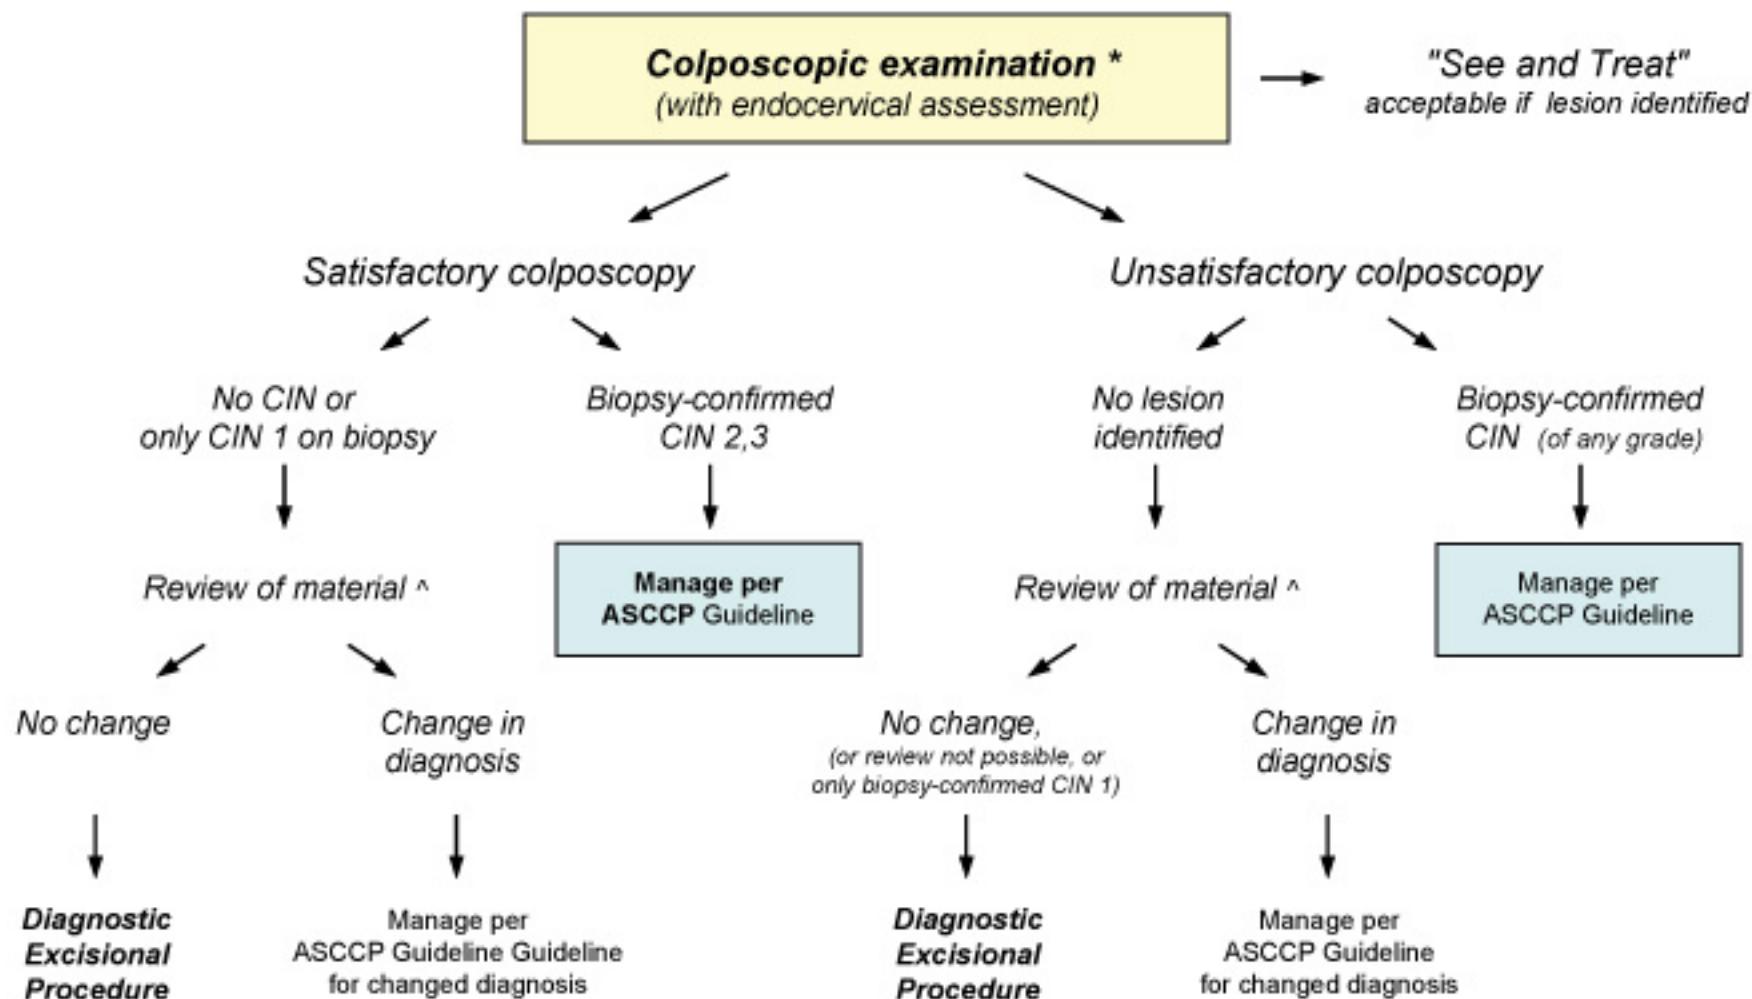 Colposcopic examination *
(with endocervical assessment)
"See and Treat"
acceptable if lesion identified
Satisfactory colposcopy
Unsatisfactory colposcopy
No CIN or
only CIN 1 on biopsy
Biopsy-confirmed
CIN 2,3
No lesion
identified
Biopsy-confirmed
CIN (of any grade)
Review of material ^
Manage per
ASCCP Guideline
Review of material ^
Manage per
ASCCP Guideline
No change
Change in
diagnosis
No change,
(or review not possible, or
only biopsy-confirmed CIN 1)
Change in
diagnosis
Diagnostic
Excisional
Procedure
Manage per
ASCCP Guideline Guideline
for changed diagnosis
Diagnostic
Excisional
Procedure
Manage per
ASCCP Guideline
for changed diagnosis